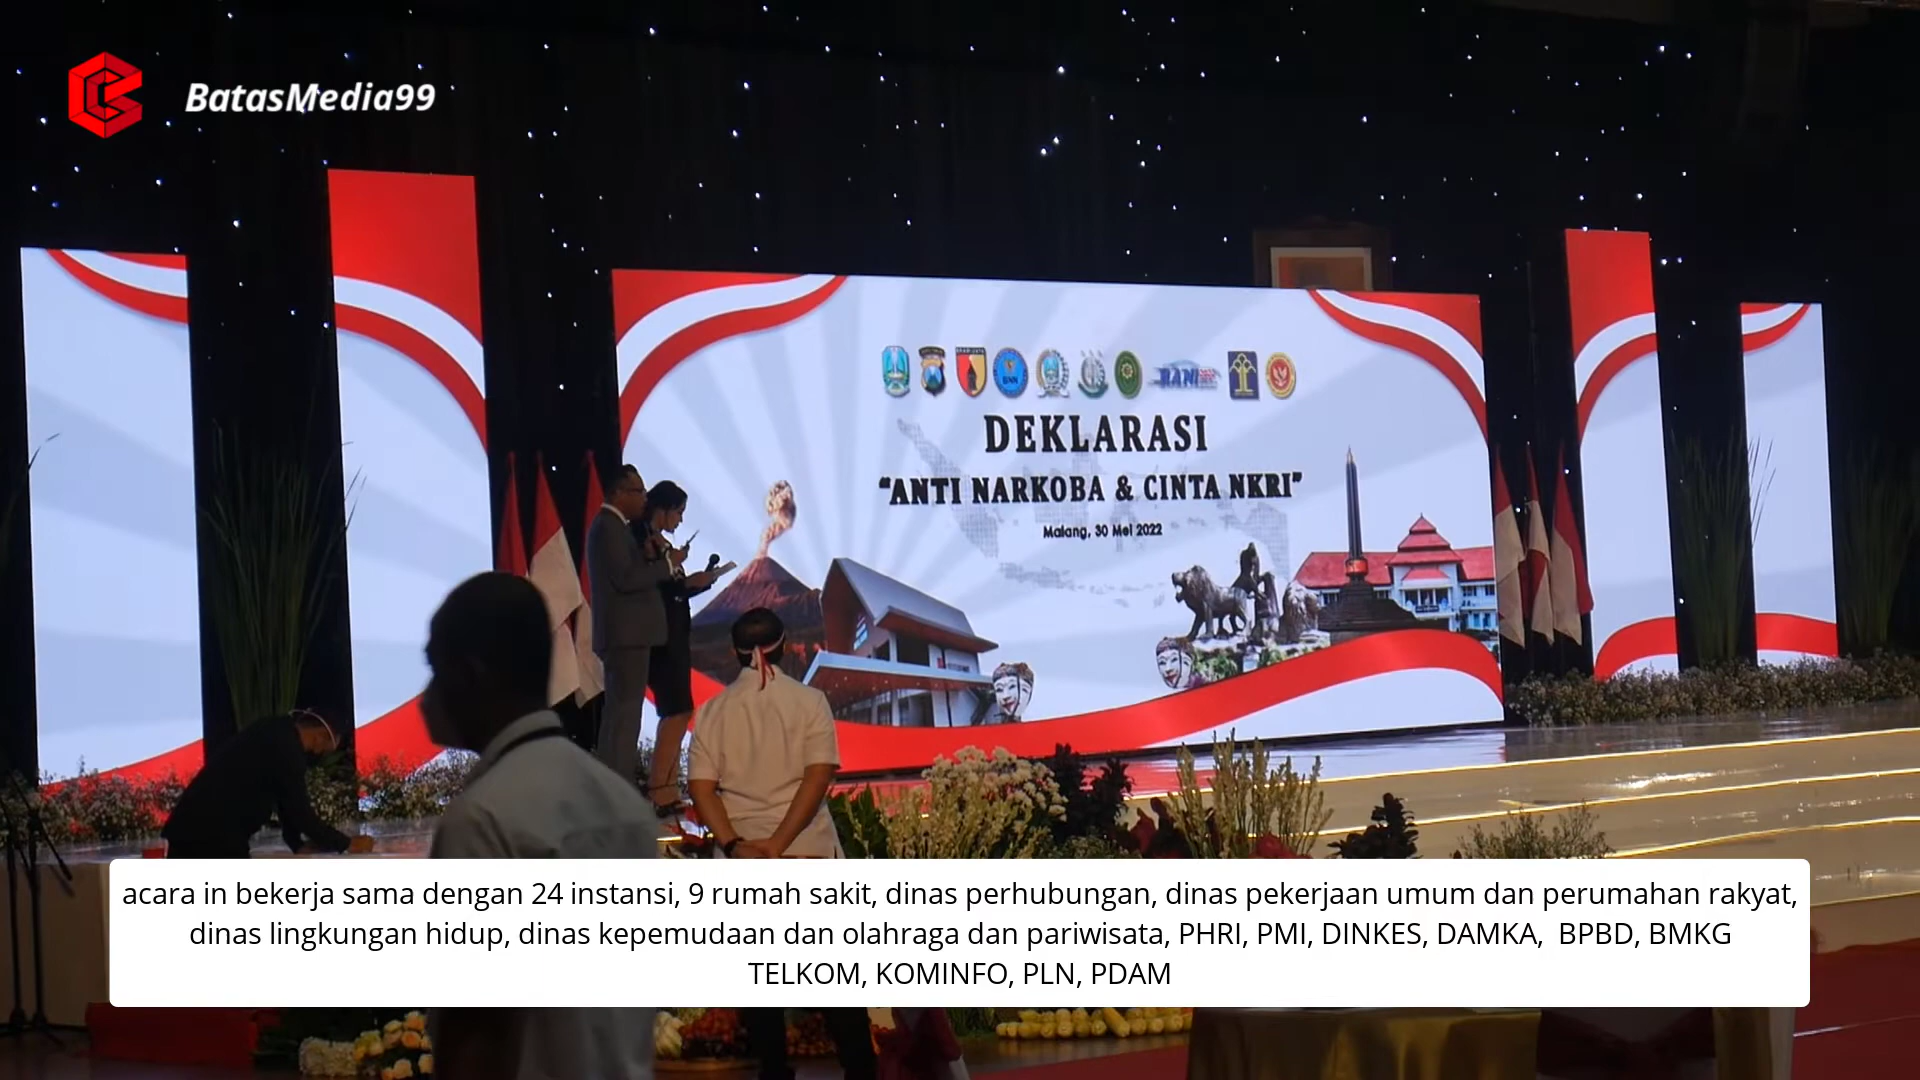 BatasMedia99
BNN
DEKLARASI
"ANTI NARKOBA & CINTA NKRI"
Malang, 30 Mei 2022
acara in bekerja sama dengan 24 instansi, 9 rumah sakit, dinas perhubungan, dinas pekerjaan umum dan perumahan rakyat,
dinas lingkungan hidup, dinas kepemudaan dan olahraga dan pariwisata, PHRI, PMI, DINKES, DAMKA, BPBD, BMKG
TELKOM, KOMINFO, PLN, PDAM